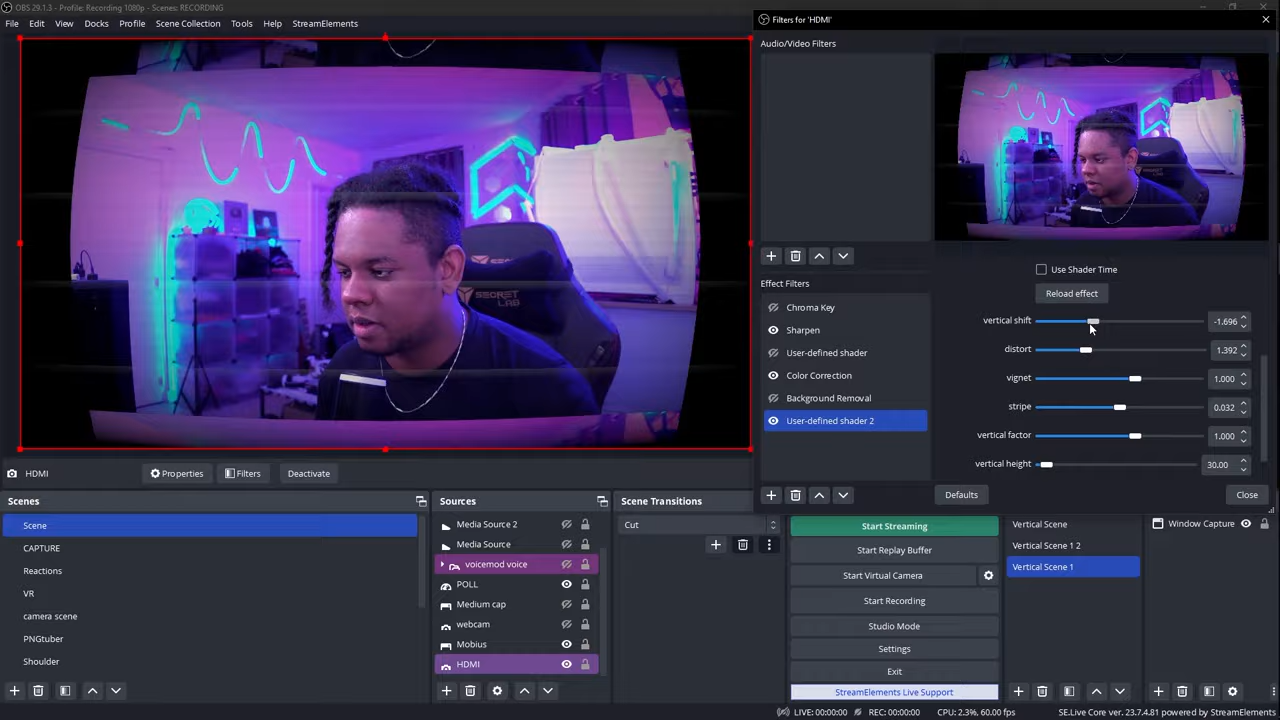 OBS 29.1.3 - Profile: Recording 1080p - Scenes: RECORDING
File Edit View Docks Profile Scene Collection Tools Help StreamElements
Filters for 'HDMI'
Audio/Video Filters
Effect Filters
Chroma Key
Sharpen
User-defined shader
Color Correction
Background Removal
User-defined shader 2
Use Shader Time
Reload effect
vertical shift -1.696
distort 1.392
vignet 1.000
stripe 0.032
vertical factor 1.000
vertical height 30.00
Defaults Close
SECRET
LAB
HDMI Properties Filters Deactivate
Scenes
Scene
CAPTURE
Reactions
VR
camera scene
PNGtuber
Shoulder
Sources
Media Source 2
Media Source
voicemod voice
POLL
Medium cap
webcam
Mobius
HDMI
Scene Transitions
Cut
Start Streaming
Start Replay Buffer
Start Virtual Camera
Start Recording
Studio Mode
Settings
Exit
StreamElements Live Support
Vertical Scene
Vertical Scene 1 2
Vertical Scene 1
Window Capture
LIVE: 00:00:00 REC: 00:00:00 CPU: 2.3%, 60.00 fps SE.Live Core ver. 23.7.4.81 powered by StreamElements